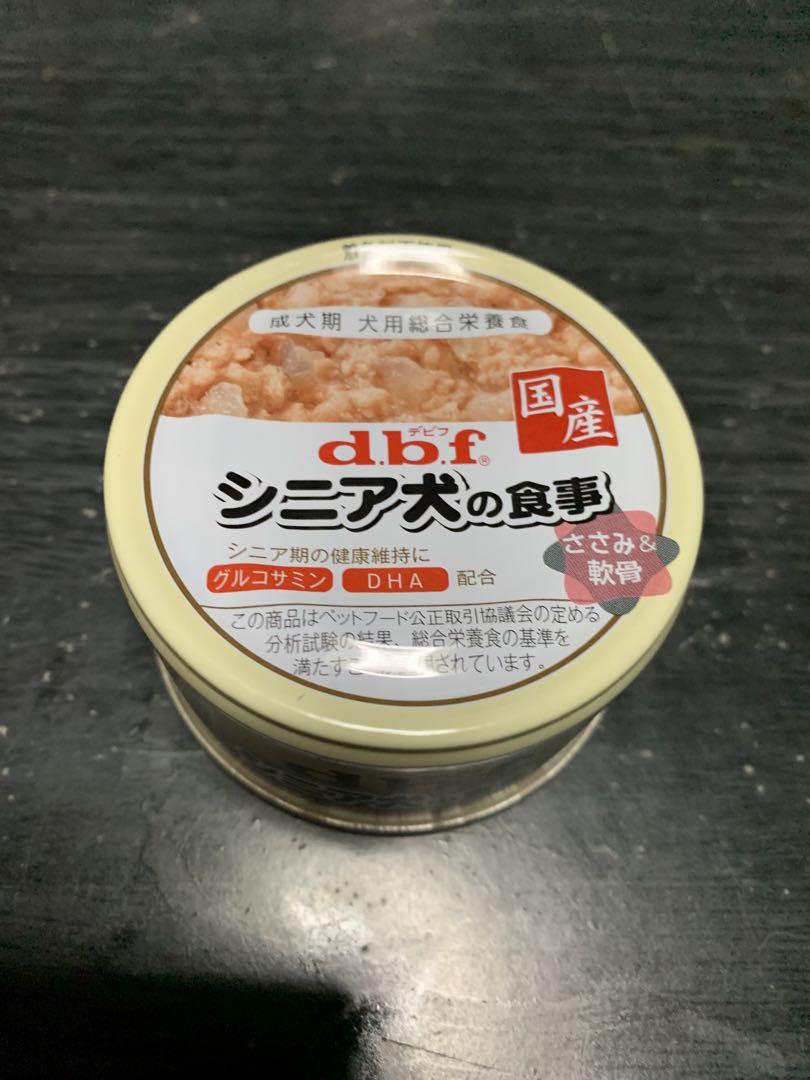 成犬期 犬用総合栄養食
国産
デビフ
d.b.f®
シニア犬の食事
ささみ&
軟骨
シニア期の健康維持に
グルコサミン DHA 配合
この商品はペットフード公正取引協議会の定める
分析試験の結果、総合栄養食の基準を
満たす されています。